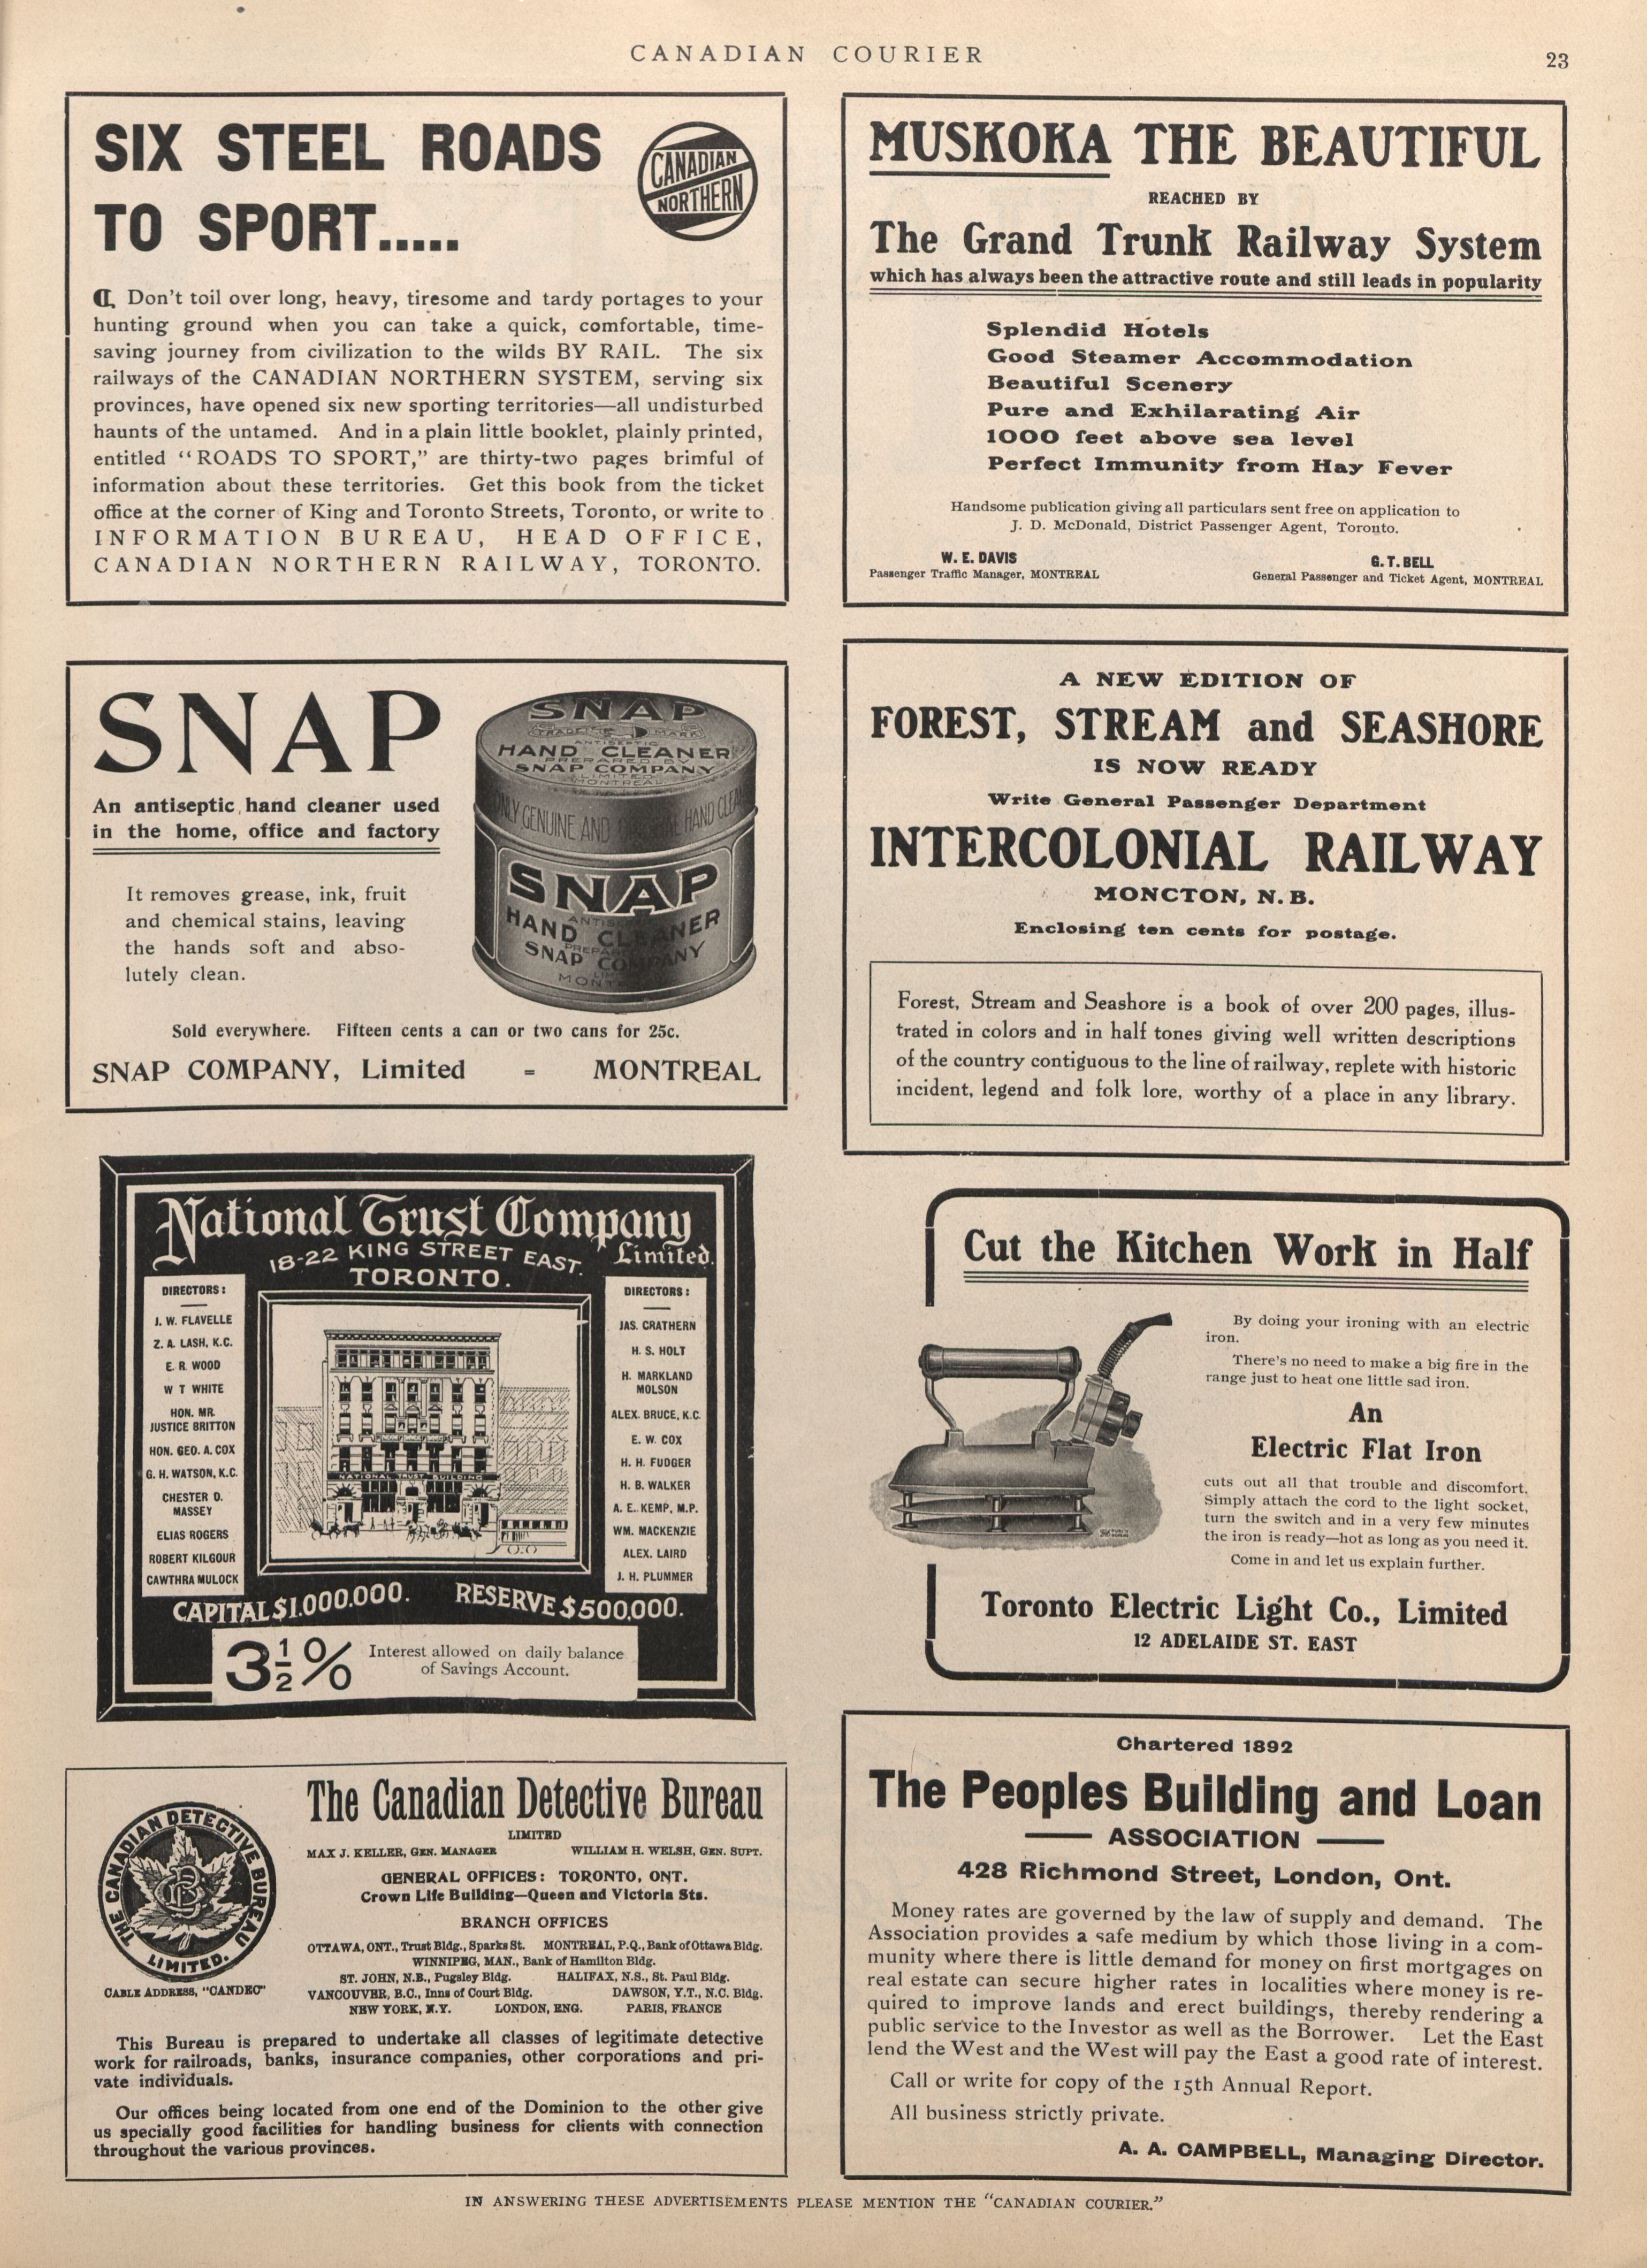 CANADIAN COURIER
23
SIX STEEL ROADS
TO SPORT.....
CANADIAN
NORTHERN
Don't toil over long, heavy, tiresome and tardy portages to your
hunting ground when you can take a quick, comfortable, time-
saving journey from civilization to the wilds BY RAIL. The six
railways of the CANADIAN NORTHERN SYSTEM, serving six
provinces, have opened six new sporting territories—all undisturbed
haunts of the untamed. And in a plain little booklet, plainly printed,
entitled "ROADS TO SPORT," are thirty-two pages brimful of
information about these territories. Get this book from the ticket
office at the corner of King and Toronto Streets, Toronto, or write to
INFORMATION BUREAU, HEAD OFFICE,
CANADIAN NORTHERN RAILWAY, TORONTO.
SNAP
An antiseptic hand cleaner used
in the home, office and factory
It removes grease, ink, fruit
and chemical stains, leaving
the hands soft and abso-
lutely clean.
SNAP
TRADE MARK
ANTISEPTIC
HAND CLEANER
PREPARED BY
SNAP COMPANY
LIMITED
MONTREAL
ONLY GENUINE AND HAND CLEA
SNAP
HAND CLEANER
SNAP COMPANY
Sold everywhere. Fifteen cents a can or two cans for 25c.
SNAP COMPANY, Limited - MONTREAL
National Trust Company
Limited.
18-22 KING STREET EAST.
TORONTO.
DIRECTORS:
J. W. FLAVELLE
Z. A. LASH, K.C.
E. R. WOOD
W T WHITE
HON. MR.
JUSTICE BRITTON
HON. GEO. A. COX
G. H. WATSON, K.C.
CHESTER D.
MASSEY
ELIAS ROGERS
ROBERT KILGOUR
CAWTHRA MULOCK
NATIONAL TRUST BUILDING
DIRECTORS:
JAS. CRATHERN
H. S. HOLT
H. MARKLAND
MOLSON
ALEX. BRUCE, K.C.
E. W. COX
H. H. FUDGER
H. B. WALKER
A. E. KEMP, M.P.
WM. MACKENZIE
ALEX. LAIRD
J. H. PLUMMER
CAPITAL $1.000.000. RESERVE $500,000.
3½%
Interest allowed on daily balance
of Savings Account.
THE CANADIAN DETECTIVE BUREAU
LIMITED.
CABLE ADDRESS, "CANDEC"
The Canadian Detective Bureau
LIMITED
MAX J. KELLER, GEN. MANAGER WILLIAM H. WELSH, GEN. SUPT.
GENERAL OFFICES: TORONTO, ONT.
Crown Life Building—Queen and Victoria Sts.
BRANCH OFFICES
OTTAWA, ONT., Trust Bldg., Sparks St. MONTREAL, P.Q., Bank of Ottawa Bldg.
WINNIPEG, MAN., Bank of Hamilton Bldg.
ST. JOHN, N.B., Pugsley Bldg. HALIFAX, N.S., St. Paul Bldg.
VANCOUVER, B.C., Inns of Court Bldg. DAWSON, Y.T., N.C. Bldg.
NEW YORK, N.Y. LONDON, ENG. PARIS, FRANCE
This Bureau is prepared to undertake all classes of legitimate detective
work for railroads, banks, insurance companies, other corporations and pri-
vate individuals.
Our offices being located from one end of the Dominion to the other give
us specially good facilities for handling business for clients with connection
throughout the various provinces.
MUSKOKA THE BEAUTIFUL
REACHED BY
The Grand Trunk Railway System
which has always been the attractive route and still leads in popularity
Splendid Hotels
Good Steamer Accommodation
Beautiful Scenery
Pure and Exhilarating Air
1000 feet above sea level
Perfect Immunity from Hay Fever
Handsome publication giving all particulars sent free on application to
J. D. McDonald, District Passenger Agent, Toronto.
W. E. DAVIS
Passenger Traffic Manager, MONTREAL
G. T. BELL
General Passenger and Ticket Agent, MONTREAL
A NEW EDITION OF
FOREST, STREAM and SEASHORE
IS NOW READY
Write General Passenger Department
INTERCOLONIAL RAILWAY
MONCTON, N.B.
Enclosing ten cents for postage.
Forest, Stream and Seashore is a book of over 200 pages, illus-
trated in colors and in half tones giving well written descriptions
of the country contiguous to the line of railway, replete with historic
incident, legend and folk lore, worthy of a place in any library.
Cut the Kitchen Work in Half
By doing your ironing with an electric
iron.
There's no need to make a big fire in the
range just to heat one little sad iron.
An
Electric Flat Iron
cuts out all that trouble and discomfort.
Simply attach the cord to the light socket,
turn the switch and in a very few minutes
the iron is ready—hot as long as you need it.
Come in and let us explain further.
Toronto Electric Light Co., Limited
12 ADELAIDE ST. EAST
Chartered 1892
The Peoples Building and Loan
ASSOCIATION
428 Richmond Street, London, Ont.
Money rates are governed by the law of supply and demand. The
Association provides a safe medium by which those living in a com-
munity where there is little demand for money on first mortgages on
real estate can secure higher rates in localities where money is re-
quired to improve lands and erect buildings, thereby rendering a
public service to the Investor as well as the Borrower. Let the East
lend the West and the West will pay the East a good rate of interest.
Call or write for copy of the 15th Annual Report.
All business strictly private.
A. A. CAMPBELL, Managing Director.
IN ANSWERING THESE ADVERTISEMENTS PLEASE MENTION THE "CANADIAN COURIER."